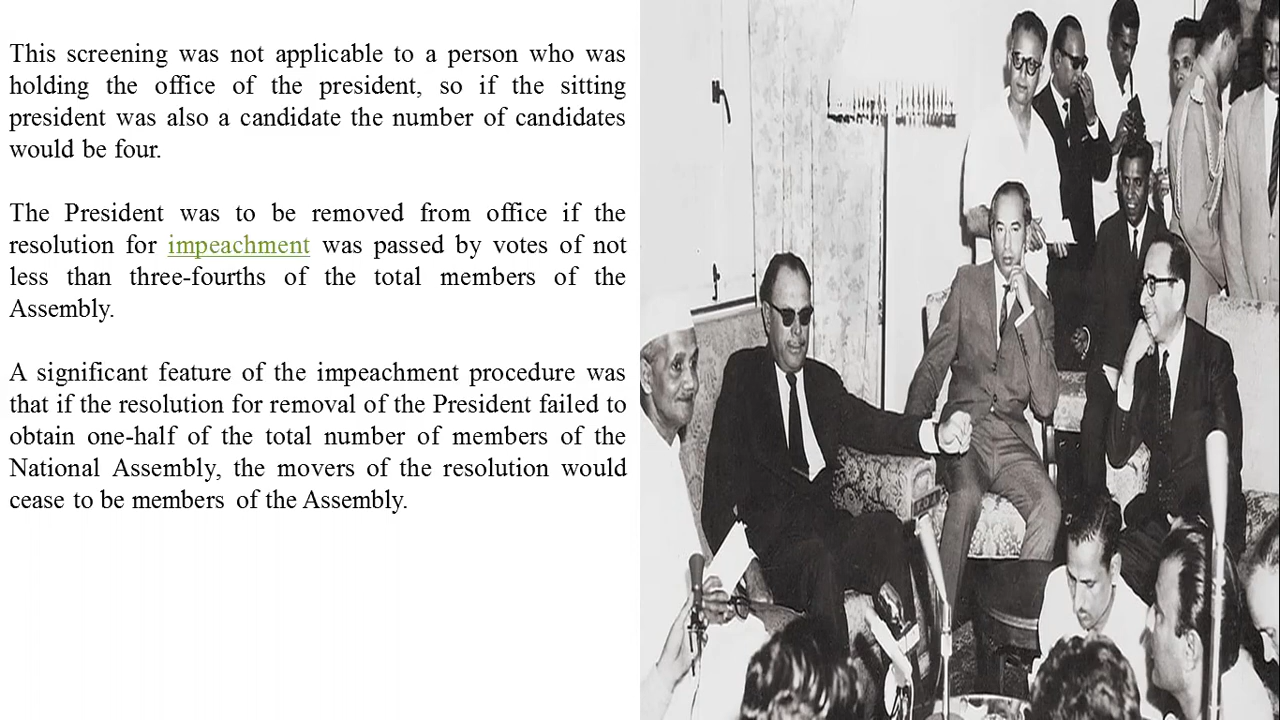 This screening was not applicable to a person who was
holding the office of the president, so if the sitting
president was also a candidate the number of candidates
would be four.
The President was to be removed from office if the
resolution for impeachment was passed by votes of not
less than three-fourths of the total members of the
Assembly.
A significant feature of the impeachment procedure was
that if the resolution for removal of the President failed to
obtain one-half of the total number of members of the
National Assembly, the movers of the resolution would
cease to be members of the Assembly.